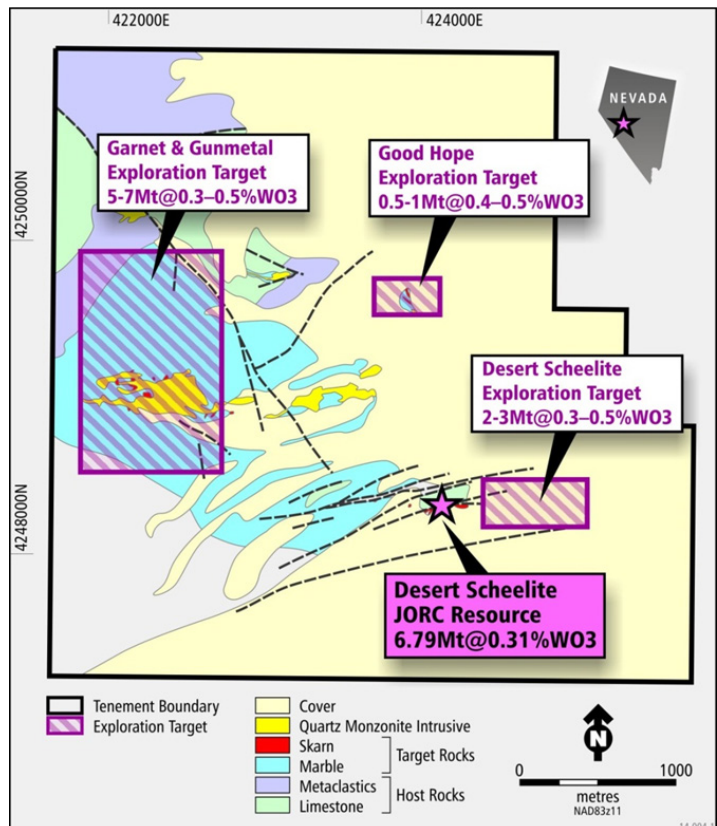 422000E
424000E
NEVADA
Garnet & Gunmetal
Exploration Target
5-7Mt@0.3–0.5%WO3
Good Hope
Exploration Target
0.5-1Mt@0.4–0.5%WO3
4250000N
Desert Scheelite
Exploration Target
2-3Mt@0.3–0.5%WO3
4248000N
Desert Scheelite
JORC Resource
6.79Mt@0.31%WO3
Tenement Boundary
Exploration Target
Cover
Quartz Monzonite Intrusive
Skarn
Marble
Target Rocks
Metaclastics
Limestone
Host Rocks
N
0 1000
metres
NAD83z11